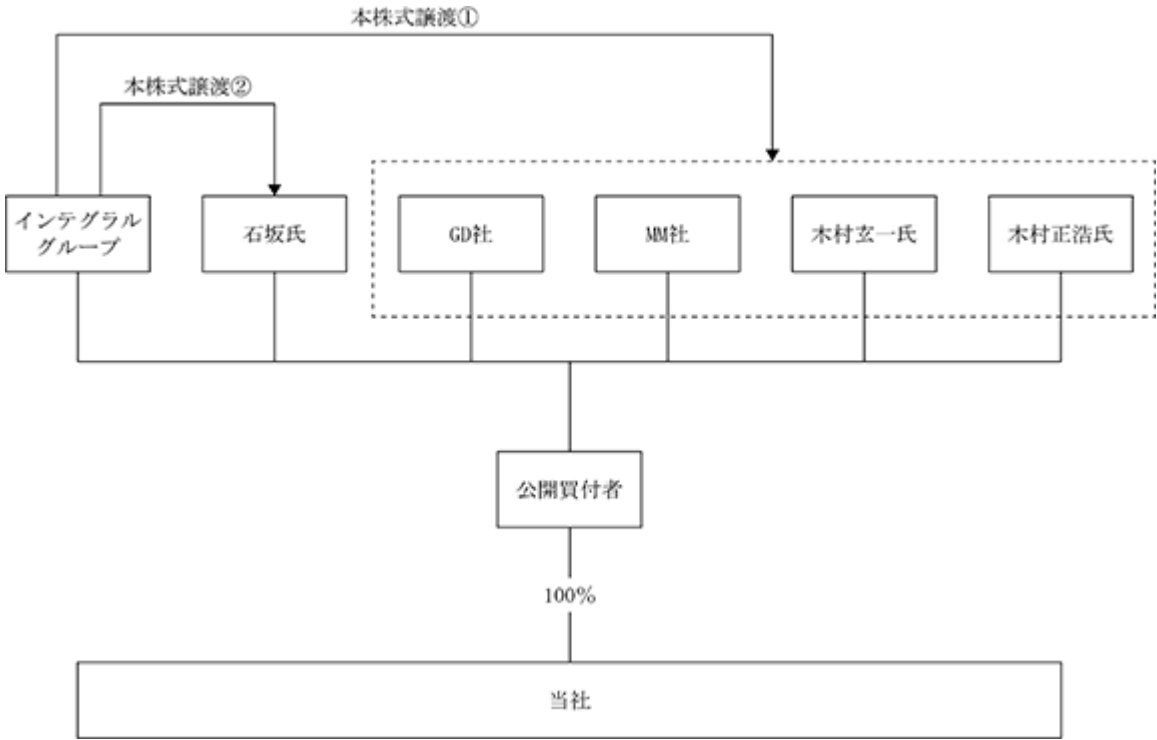 本株式譲渡①
本株式譲渡②
インテグラル
グループ
石坂氏
GD社
MM社
木村玄一氏
木村正浩氏
公開買付者
100%
当社